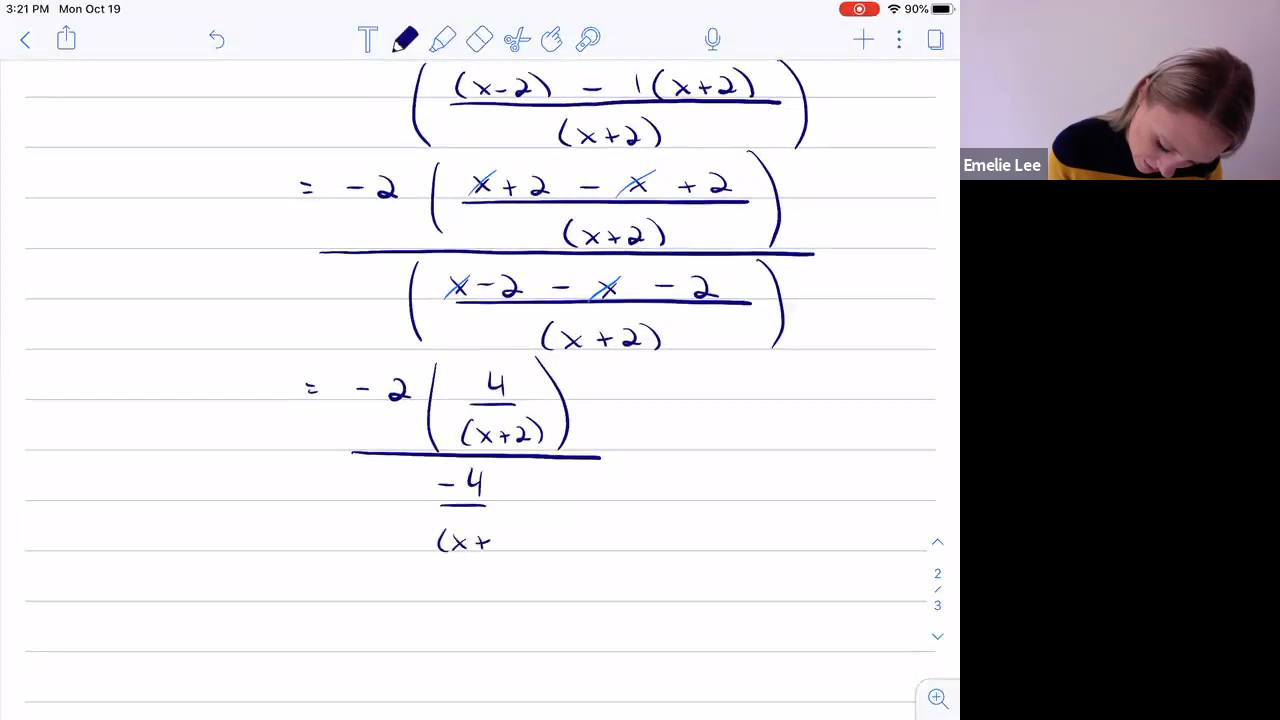 3:21 PM Mon Oct 19
90%
T
(x-2) - 1(x+2)
(x+2)
= -2 ( x+2 - x +2
(x+2) )
( x-2 - x - 2
(x+2) )
= -2 ( 4
(x+2) )
-4
(x+
2
/
3
Emelie Lee